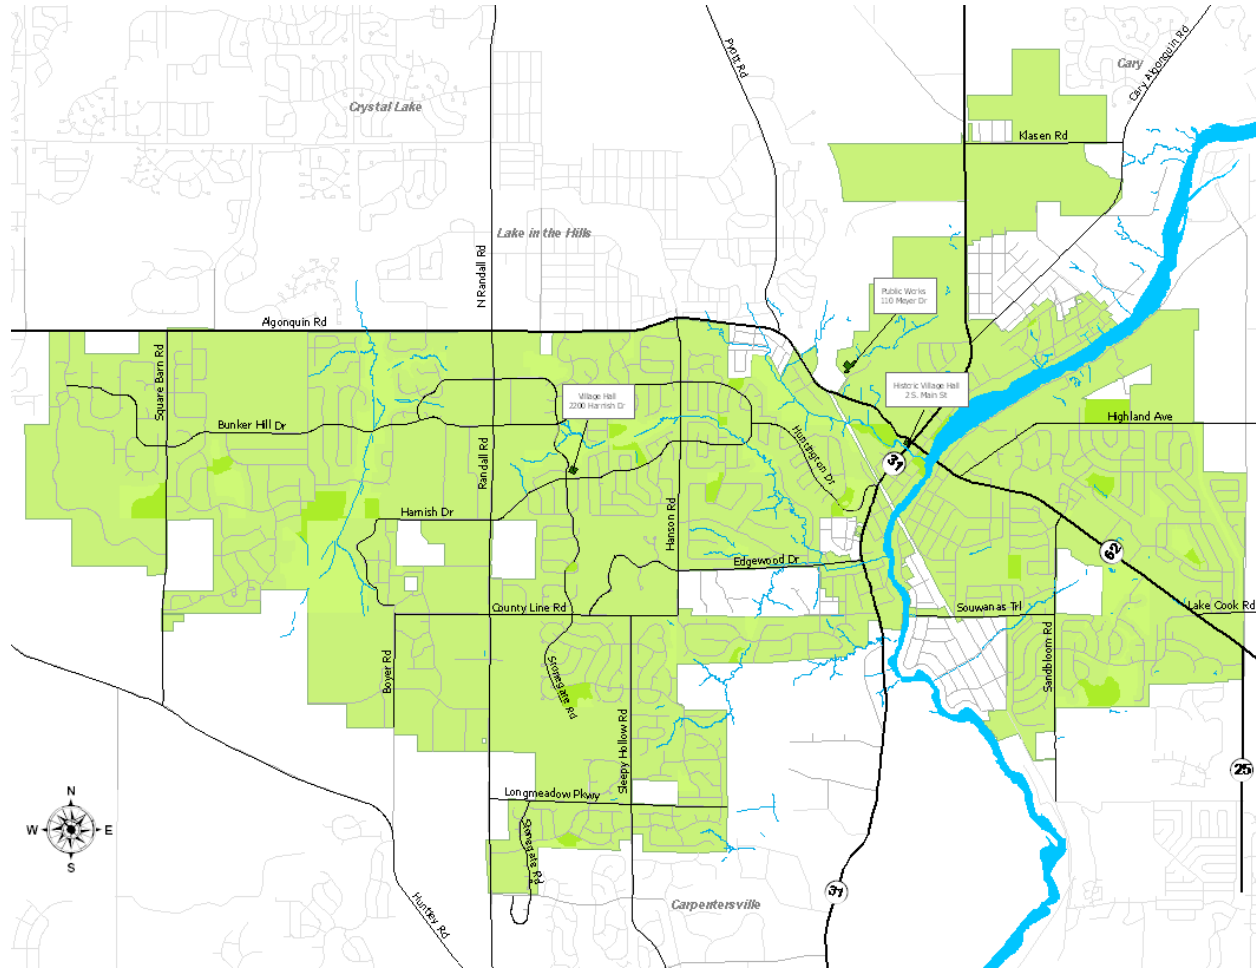 Pyott Rd
Cary
Cary Algonquin Rd
Crystal Lake
Klasen Rd
Lake in the Hills
N Randall Rd
Public Works
110 Meyer Dr
Algonquin Rd
Square Barn Rd
Historic Village Hall
2 S. Main St
Village Hall
2200 Harnish Dr
Highland Ave
Bunker Hill Dr
Huntington Dr
31
Randall Rd
Harnish Dr
Hanson Rd
62
Edgewood Dr
County Line Rd
Souwanas Trl
Lake Cook Rd
Boyer Rd
Stonegate Rd
Sandbloom Rd
Sleepy Hollow Rd
25
Longmeadow Pkwy
N
W
E
S
Stonegate Rd
31
Huntley Rd
Carpentersville